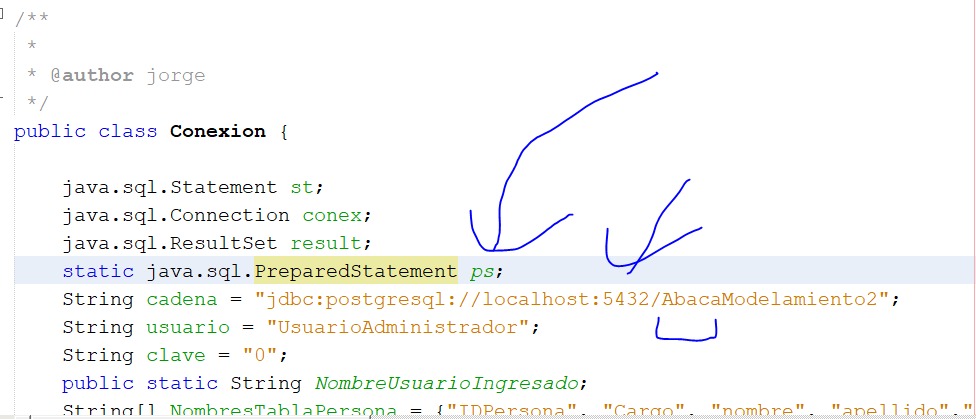 /**
 *
 * @author jorge
 */
public class Conexion {
java.sql.Statement st;
java.sql.Connection conex;
java.sql.ResultSet result;
static java.sql.PreparedStatement ps;
String cadena = "jdbc:postgresql://localhost:5432/AbacaModelamiento2";
String usuario = "UsuarioAdministrador";
String clave = "0";
public static String NombreUsuarioIngresado;
String[] NombresTablaPersona = {"IDPersona", "Cargo", "nombre", "apellido","